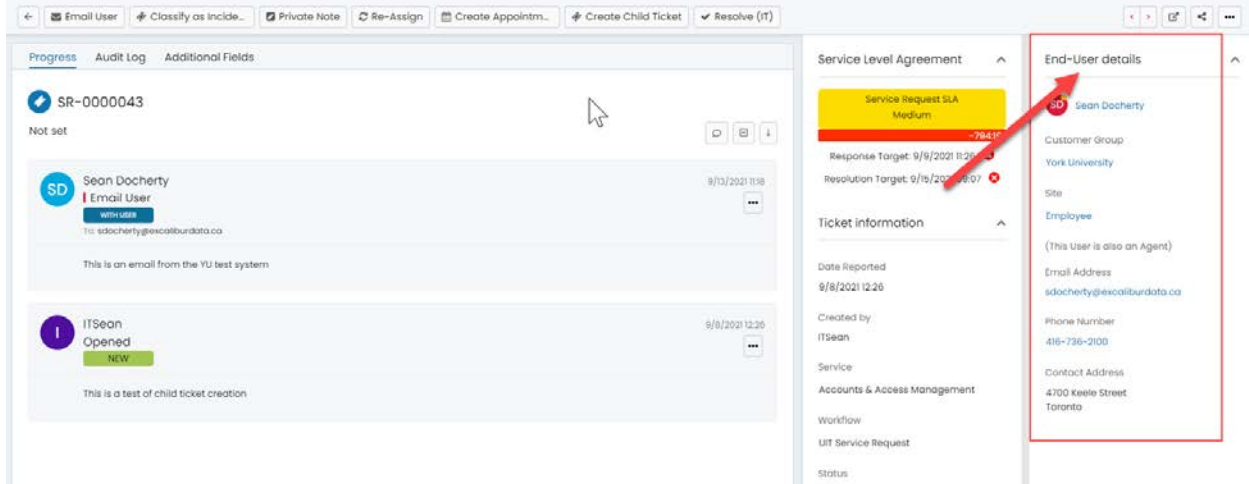 Email User
Classify as Incide...
Private Note
Re-Assign
Create Appointm...
Create Child Ticket
Resolve (IT)
Progress Audit Log Additional Fields
SR-0000043
Not set
SD
Sean Docherty
9/13/2021 11:18
Email User
WITH USER
To: sdocherty@excaliburdata.ca
This is an email from the YU test system
I
ITSean
9/8/2021 12:26
Opened
NEW
This is a test of child ticket creation
Service Level Agreement
Service Request SLA
Medium
Response Target: 9/9/2021 11:26
Resolution Target: 9/15/2021
Ticket information
Date Reported
9/8/2021 12:26
Created by
ITSean
Service
Accounts & Access Management
Workflow
UIT Service Request
Status
End-User details
SD
Sean Docherty
Customer Group
York University
Site
Employee
(This User is also an Agent)
Email Address
sdocherty@excaliburdata.ca
Phone Number
416-736-2100
Contact Address
4700 Keele Street
Toronto